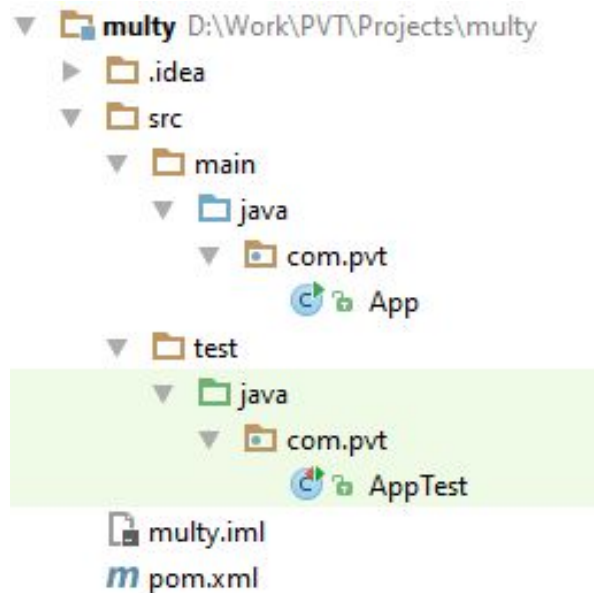 multy D:\Work\PVT\Projects\multy
.idea
src
main
java
com.pvt
App
test
java
com.pvt
AppTest
multy.iml
pom.xml